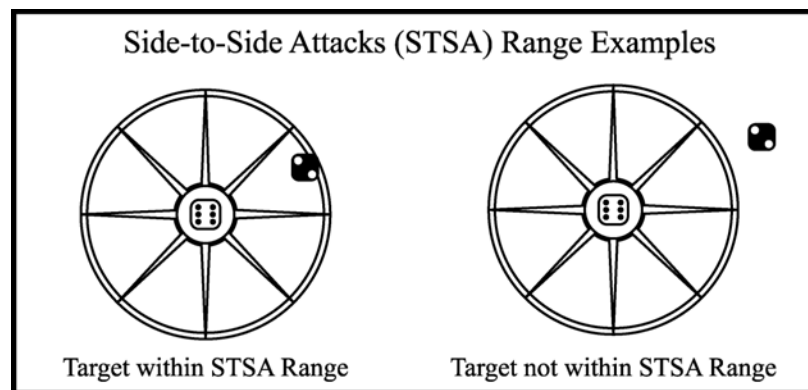 Side-to-Side Attacks (STSA) Range Examples
Target within STSA Range
Target not within STSA Range